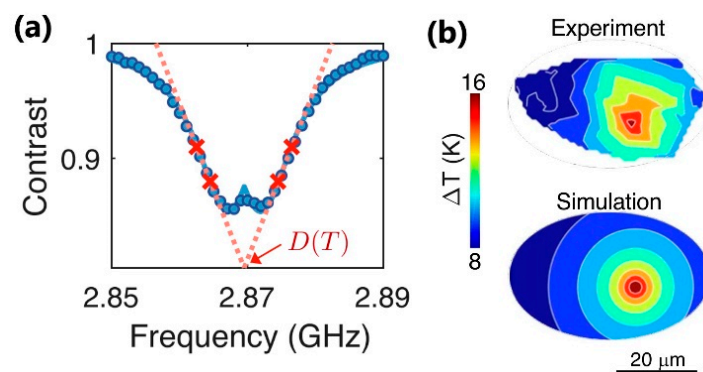 (a)
1
0.9
Contrast
D(T)
2.85 2.87 2.89
Frequency (GHz)
(b)
Experiment
16
ΔT (K)
8
Simulation
20 μm